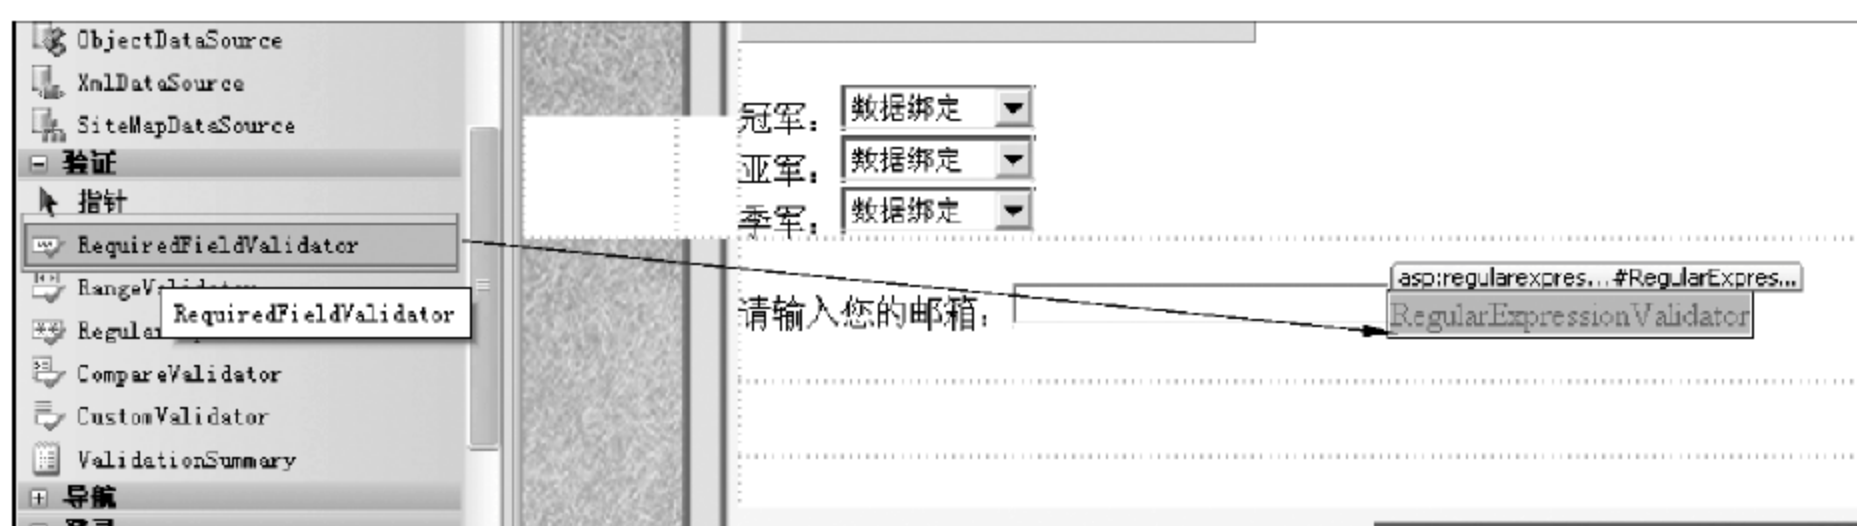 ObjectDataSource
XmlDataSource
SiteMapDataSource
验证
指针
RequiredFieldValidator
RangeV
RequiredFieldValidator
Regular
CompareValidator
CustomValidator
ValidationSummary
导航
冠军： 数据绑定
亚军： 数据绑定
季军： 数据绑定
asp:regularexpres...#RegularExpres...
请输入您的邮箱： RegularExpressionValidator